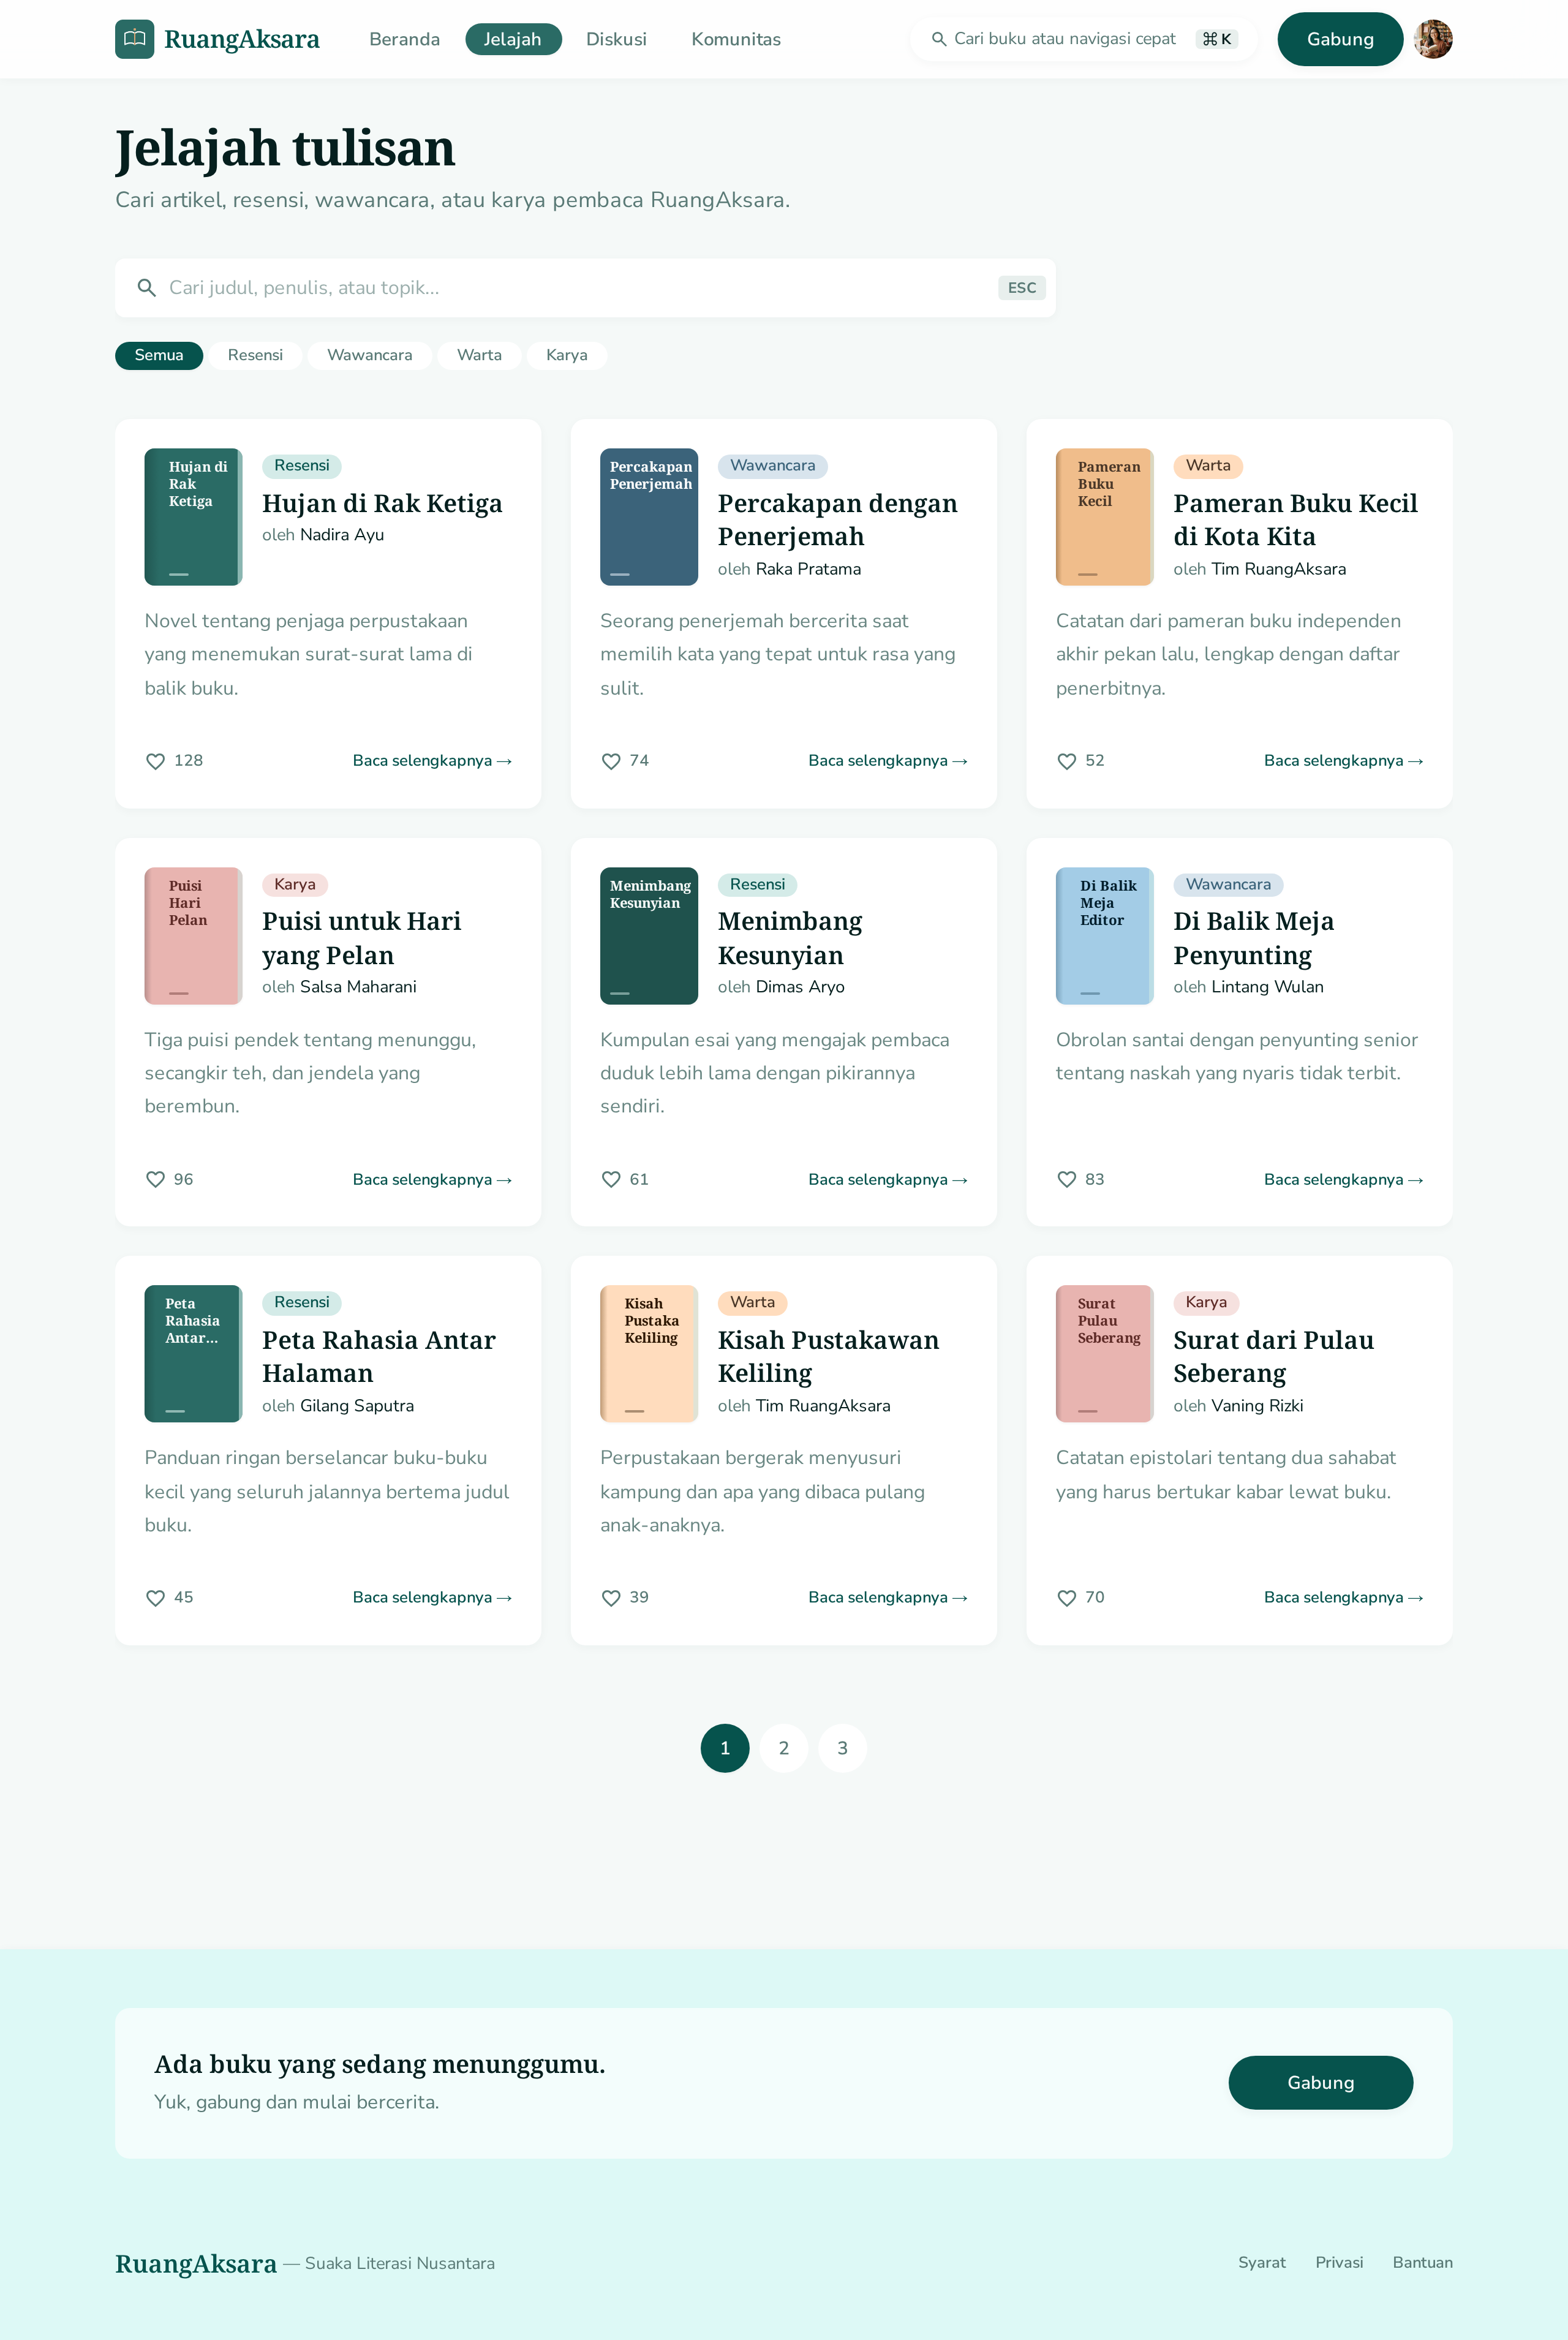 RuangAksara
Beranda
Jelajah
Diskusi
Komunitas
Cari buku atau navigasi cepat
⌘ K
Gabung
Jelajah tulisan
Cari artikel, resensi, wawancara, atau karya pembaca RuangAksara.
Cari judul, penulis, atau topik...
ESC
Semua
Resensi
Wawancara
Warta
Karya
Hujan di
Rak
Ketiga
Resensi
Hujan di Rak Ketiga
oleh Nadira Ayu
Novel tentang penjaga perpustakaan
yang menemukan surat-surat lama di
balik buku.
128
Baca selengkapnya →
Percakapan
Penerjemah
Wawancara
Percakapan dengan
Penerjemah
oleh Raka Pratama
Seorang penerjemah bercerita saat
memilih kata yang tepat untuk rasa yang
sulit.
74
Baca selengkapnya →
Pameran
Buku
Kecil
Warta
Pameran Buku Kecil
di Kota Kita
oleh Tim RuangAksara
Catatan dari pameran buku independen
akhir pekan lalu, lengkap dengan daftar
penerbitnya.
52
Baca selengkapnya →
Puisi
Hari
Pelan
Karya
Puisi untuk Hari
yang Pelan
oleh Salsa Maharani
Tiga puisi pendek tentang menunggu,
secangkir teh, dan jendela yang
berembun.
96
Baca selengkapnya →
Menimbang
Kesunyian
Resensi
Menimbang
Kesunyian
oleh Dimas Aryo
Kumpulan esai yang mengajak pembaca
duduk lebih lama dengan pikirannya
sendiri.
61
Baca selengkapnya →
Di Balik
Meja
Editor
Wawancara
Di Balik Meja
Penyunting
oleh Lintang Wulan
Obrolan santai dengan penyunting senior
tentang naskah yang nyaris tidak terbit.
83
Baca selengkapnya →
Peta
Rahasia
Antar...
Resensi
Peta Rahasia Antar
Halaman
oleh Gilang Saputra
Panduan ringan berselancar buku-buku
kecil yang seluruh jalannya bertema judul
buku.
45
Baca selengkapnya →
Kisah
Pustaka
Keliling
Warta
Kisah Pustakawan
Keliling
oleh Tim RuangAksara
Perpustakaan bergerak menyusuri
kampung dan apa yang dibaca pulang
anak-anaknya.
39
Baca selengkapnya →
Surat
Pulau
Seberang
Karya
Surat dari Pulau
Seberang
oleh Vaning Rizki
Catatan epistolari tentang dua sahabat
yang harus bertukar kabar lewat buku.
70
Baca selengkapnya →
1
2
3
Ada buku yang sedang menunggumu.
Yuk, gabung dan mulai bercerita.
Gabung
RuangAksara — Suaka Literasi Nusantara
Syarat
Privasi
Bantuan